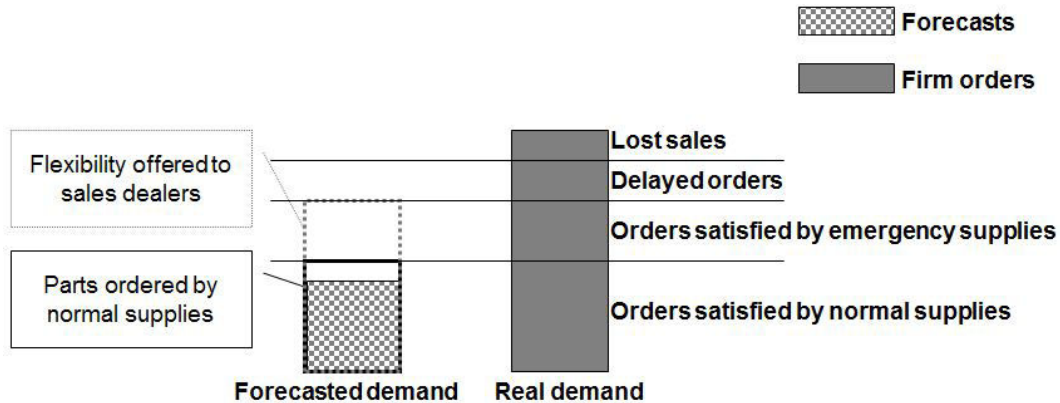 Forecasts
Firm orders
Flexibility offered to
sales dealers
Lost sales
Delayed orders
Orders satisfied by emergency supplies
Parts ordered by
normal supplies
Orders satisfied by normal supplies
Forecasted demand
Real demand